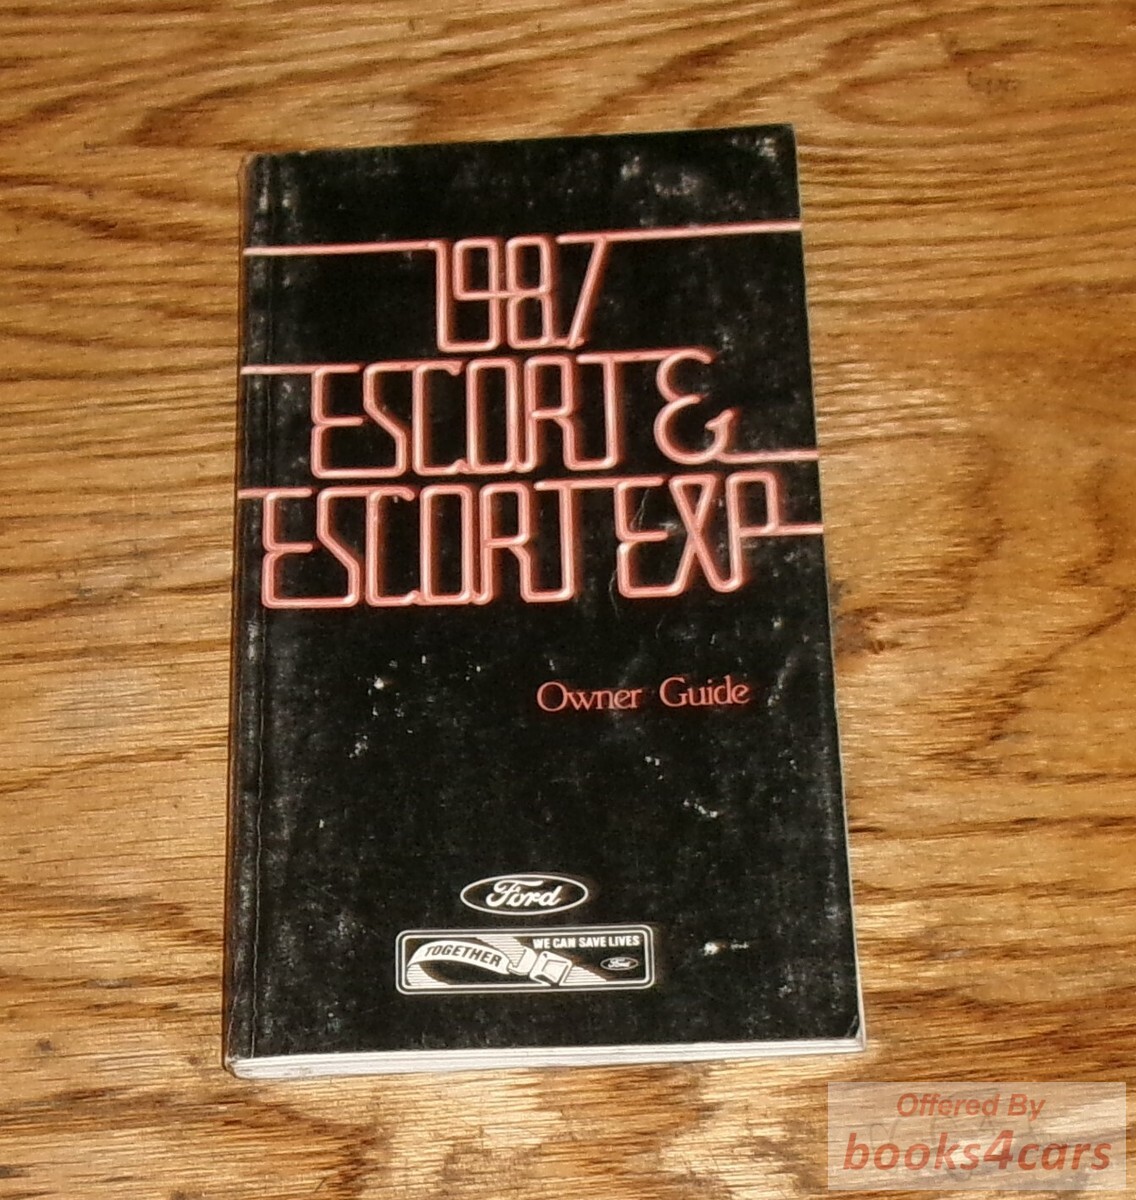 1987
ESCORT &
ESCORT EXP
Owner Guide
Ford
TOGETHER WE CAN SAVE LIVES
Ford
Offered By
books4cars